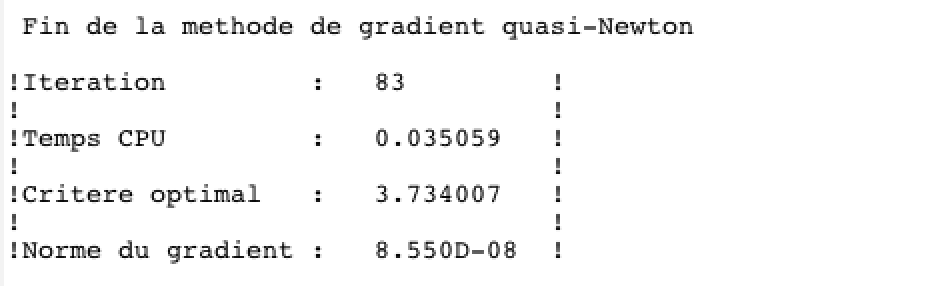 Fin de la methode de gradient quasi-Newton
!Iteration          :   83         !
!                                  !
!Temps CPU          :   0.035059   !
!                                  !
!Critere optimal    :   3.734007   !
!                                  !
!Norme du gradient :   8.550D-08  !